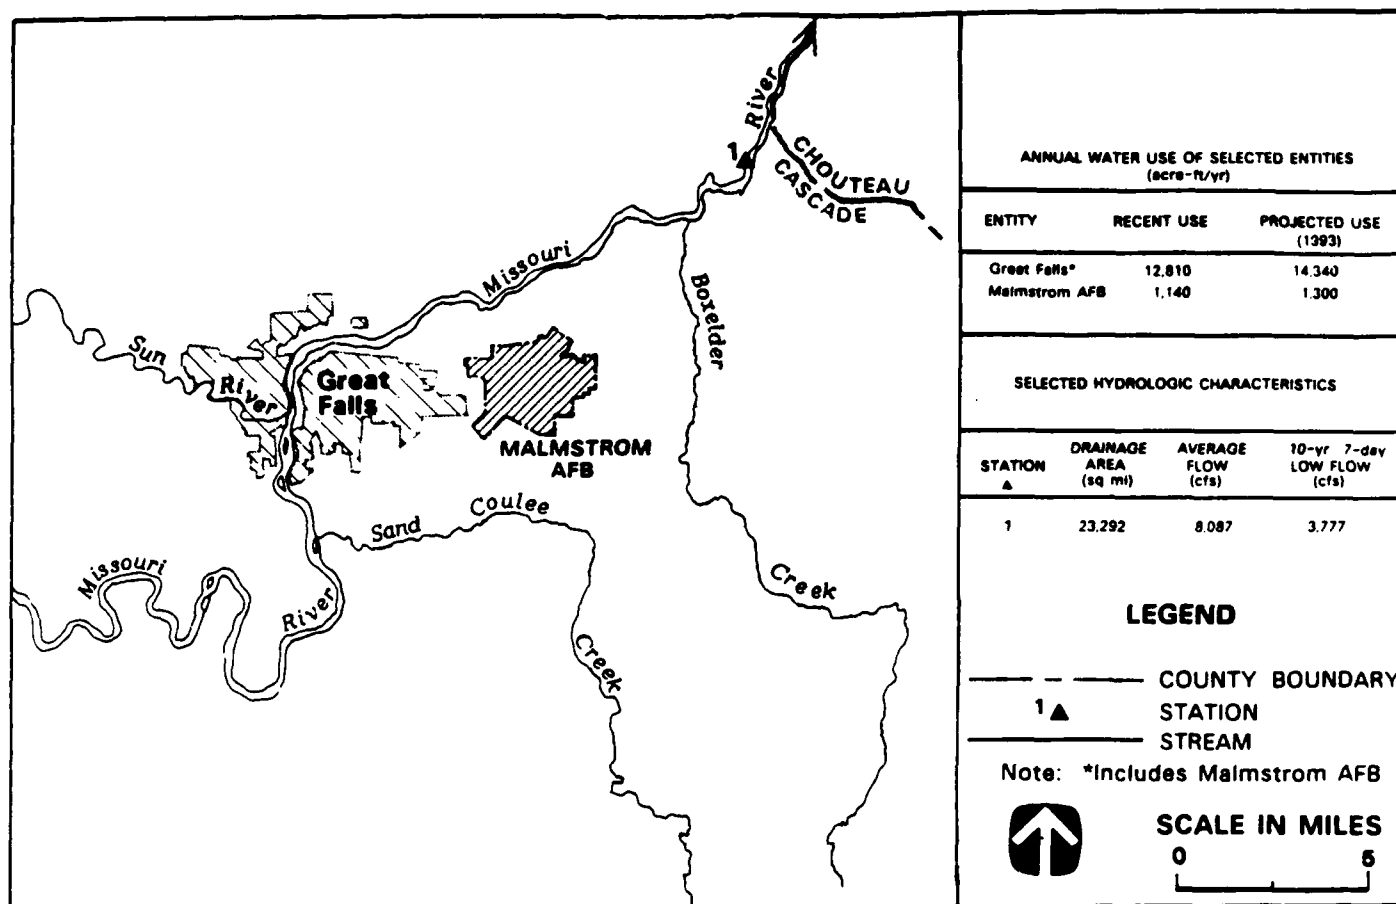 River
1
CHOUTEAU
CASCADE
Missouri
Boxelder
Sun
River
Great
Falls
MALMSTROM
AFB
Sand Coulee
Missouri
River
Creek
Creek
ANNUAL WATER USE OF SELECTED ENTITIES
(acre-ft/yr)
ENTITY RECENT USE PROJECTED USE
(1993)
Great Falls* 12,810 14,340
Malmstrom AFB 1,140 1,300
SELECTED HYDROLOGIC CHARACTERISTICS
STATION ▲ DRAINAGE AREA (sq mi) AVERAGE FLOW (cfs) 10-yr 7-day LOW FLOW (cfs)
1 23,292 8,087 3,777
LEGEND
COUNTY BOUNDARY
1 ▲ STATION
STREAM
Note: *Includes Malmstrom AFB
SCALE IN MILES
0 5